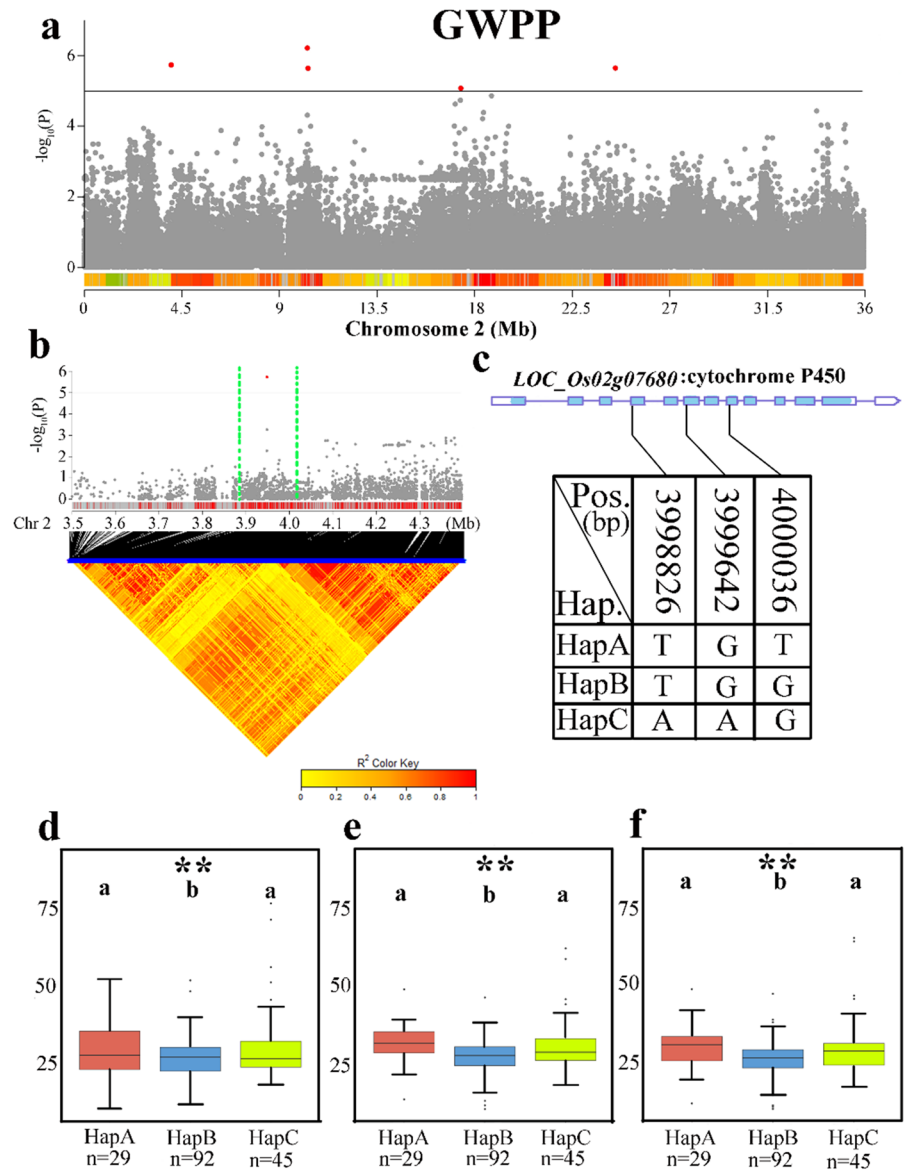 a
GWPP
-log10(P)
6
4
2
0
0 4.5 9 13.5 18 22.5 27 31.5 36
Chromosome 2 (Mb)
b
-log10(P)
6
5
4
3
2
1
0
Chr 2 3.5 3.6 3.7 3.8 3.9 4.0 4.1 4.2 4.3 (Mb)
R2 Color Key
0 0.2 0.4 0.6 0.8 1
c
LOC_Os02g07680:cytochrome P450
Pos. (bp) Hap. 3998826 3999642 4000036
HapA T G T
HapB T G G
HapC A A G
d
**
a b a
75
50
25
HapA HapB HapC
n=29 n=92 n=45
e
**
a b a
75
50
25
HapA HapB HapC
n=29 n=92 n=45
f
**
a b a
75
50
25
HapA HapB HapC
n=29 n=92 n=45